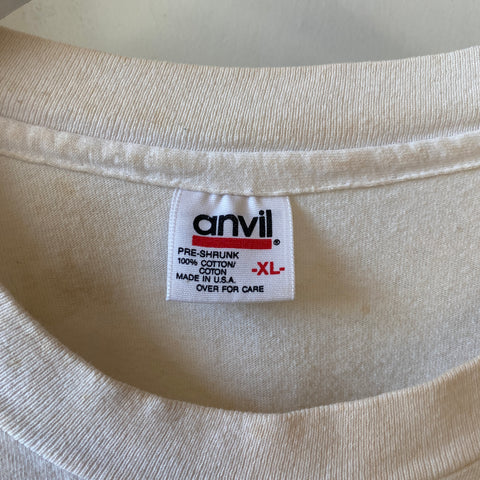 anvil®
PRE-SHRUNK
100% COTTON/
COTON
MADE IN U.S.A.
-XL-
OVER FOR CARE